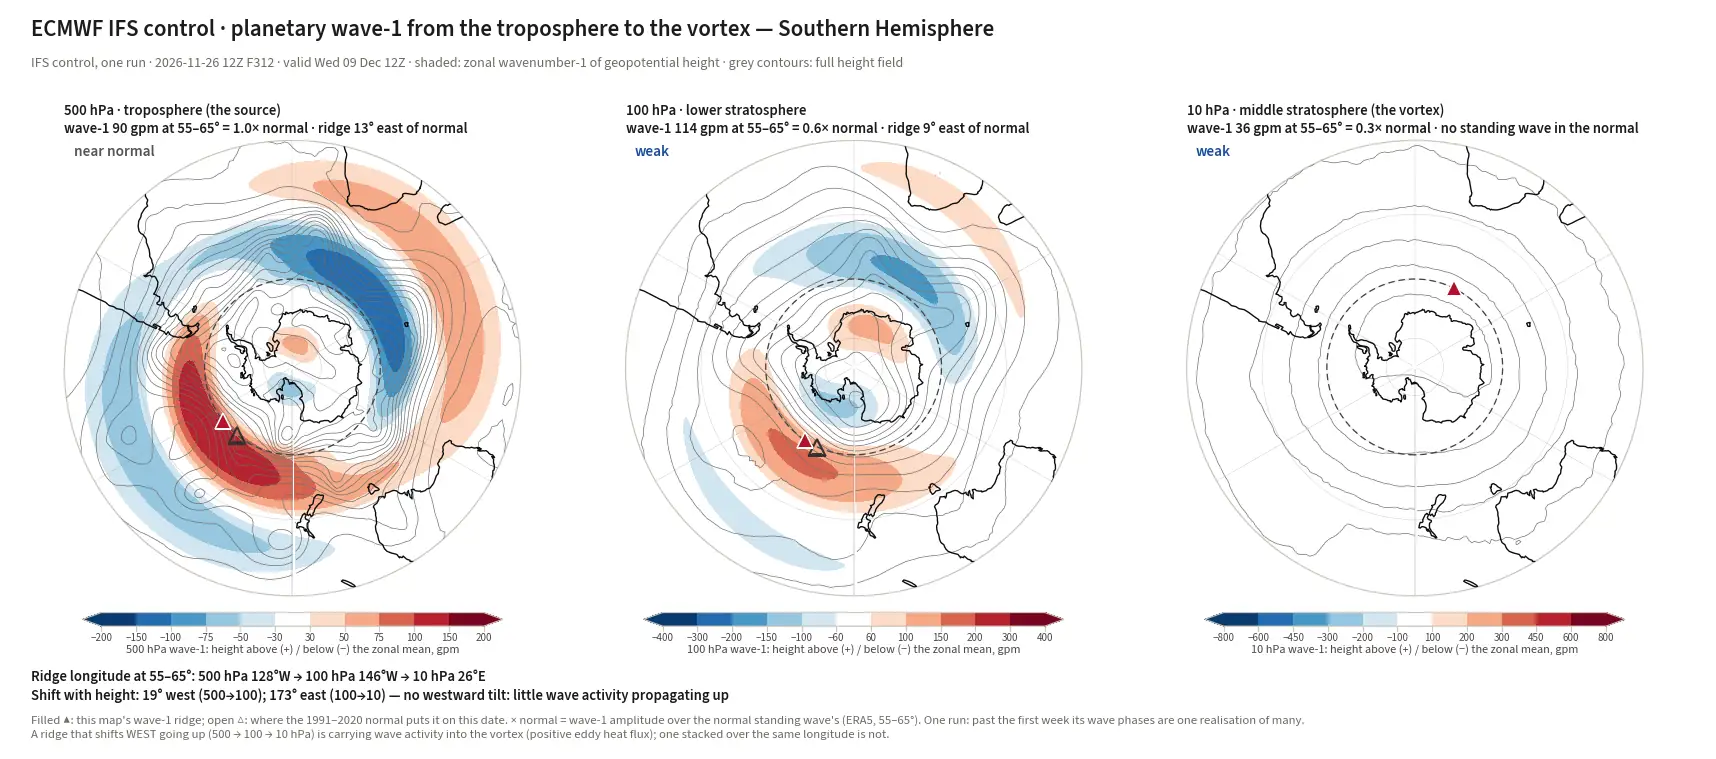 ECMWF IFS control · planetary wave-1 from the troposphere to the vortex — Southern Hemisphere
IFS control, one run · 2026-11-26 12Z F312 · valid Wed 09 Dec 12Z · shaded: zonal wavenumber-1 of geopotential height · grey contours: full height field
500 hPa · troposphere (the source)
wave-1 90 gpm at 55–65° = 1.0× normal · ridge 13° east of normal
near normal
100 hPa · lower stratosphere
wave-1 114 gpm at 55–65° = 0.6× normal · ridge 9° east of normal
weak
10 hPa · middle stratosphere (the vortex)
wave-1 36 gpm at 55–65° = 0.3× normal · no standing wave in the normal
weak
−200 −150 −100 −75 −50 −30 30 50 75 100 150 200
500 hPa wave-1: height above (+) / below (−) the zonal mean, gpm
−400 −300 −200 −150 −100 −60 60 100 150 200 300 400
100 hPa wave-1: height above (+) / below (−) the zonal mean, gpm
−800 −600 −450 −300 −200 −100 100 200 300 450 600 800
10 hPa wave-1: height above (+) / below (−) the zonal mean, gpm
Ridge longitude at 55–65°: 500 hPa 128°W → 100 hPa 146°W → 10 hPa 26°E
Shift with height: 19° west (500→100); 173° east (100→10) — no westward tilt: little wave activity propagating up
Filled ▲: this map's wave-1 ridge; open △: where the 1991–2020 normal puts it on this date. × normal = wave-1 amplitude over the normal standing wave's (ERA5, 55–65°). One run: past the first week its wave phases are one realisation of many.
A ridge that shifts WEST going up (500 → 100 → 10 hPa) is carrying wave activity into the vortex (positive eddy heat flux); one stacked over the same longitude is not.